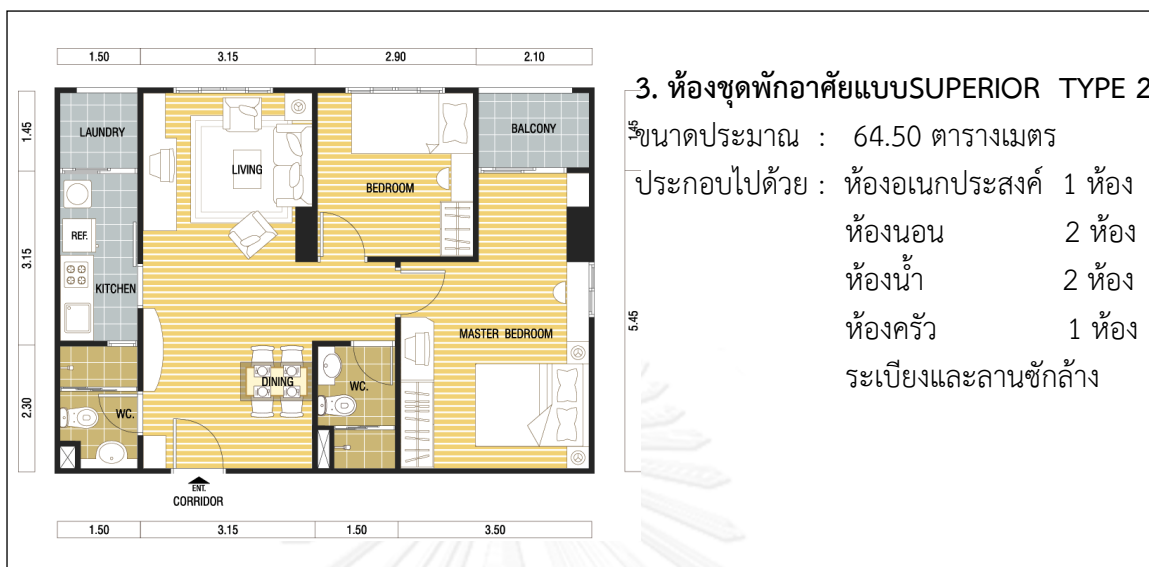 1.50 3.15 2.90 2.10
3. ห้องชุดพักอาศัยแบบSUPERIOR TYPE 2
1.45
LAUNDRY
BALCONY
1.45
ขนาดประมาณ : 64.50 ตารางเมตร
LIVING
BEDROOM
ประกอบไปด้วย : ห้องอเนกประสงค์ 1 ห้อง
REF.
ห้องนอน 2 ห้อง
3.15
KITCHEN
ห้องน้ำ 2 ห้อง
MASTER BEDROOM
5.45
ห้องครัว 1 ห้อง
ระเบียงและลานซักล้าง
DINING
WC.
2.30
WC.
ENT.
CORRIDOR
1.50 3.15 1.50 3.50